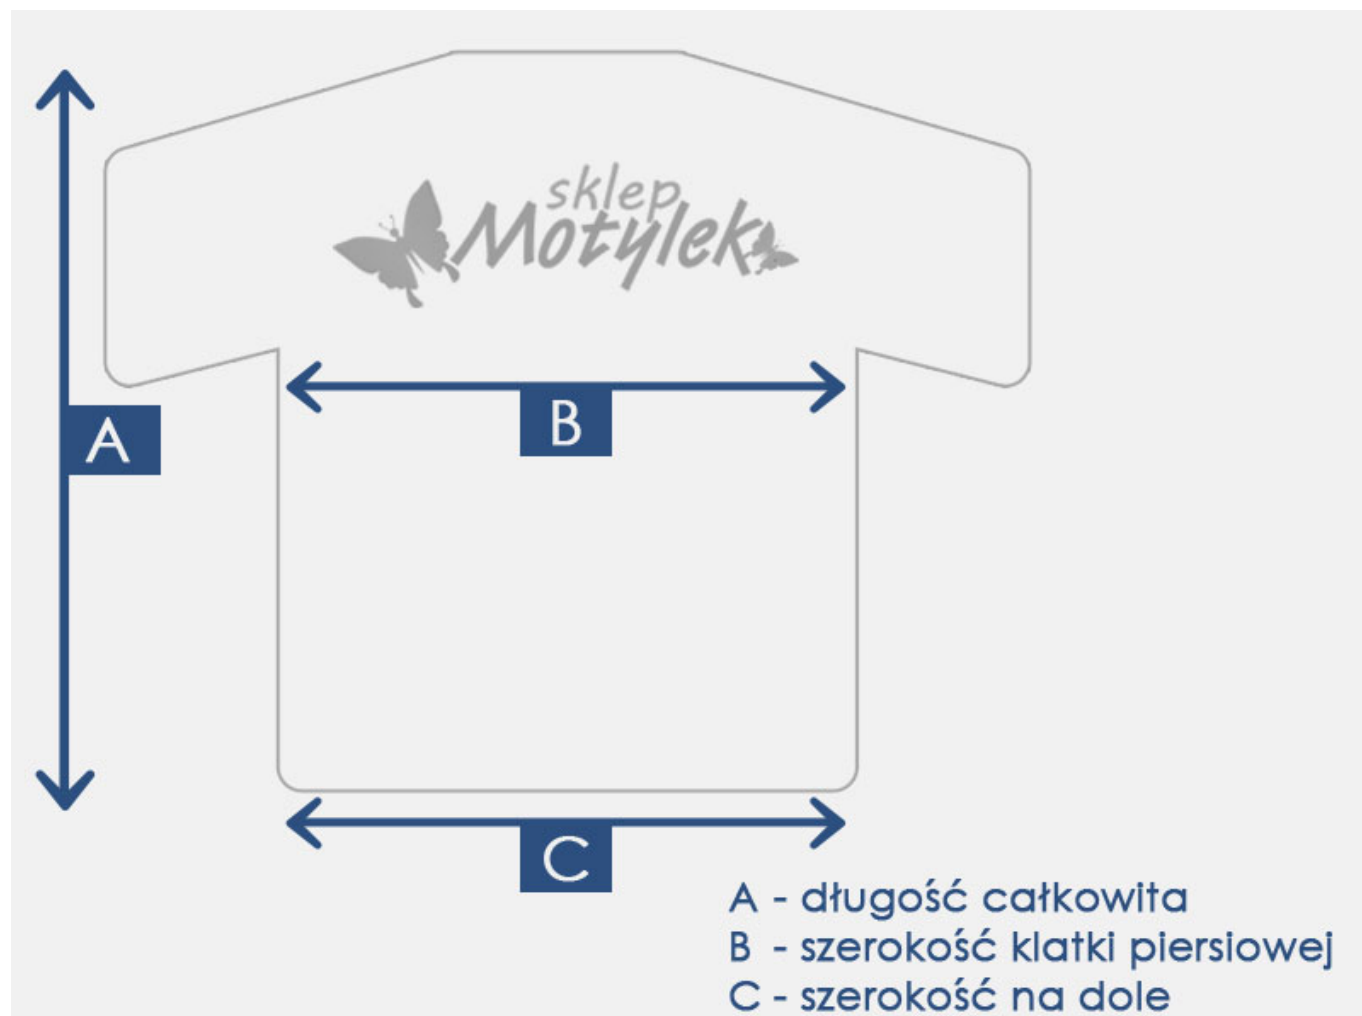 sklep
Motylek
B
A
C
A - długość całkowita
B - szerokość klatki piersiowej
C - szerokość na dole